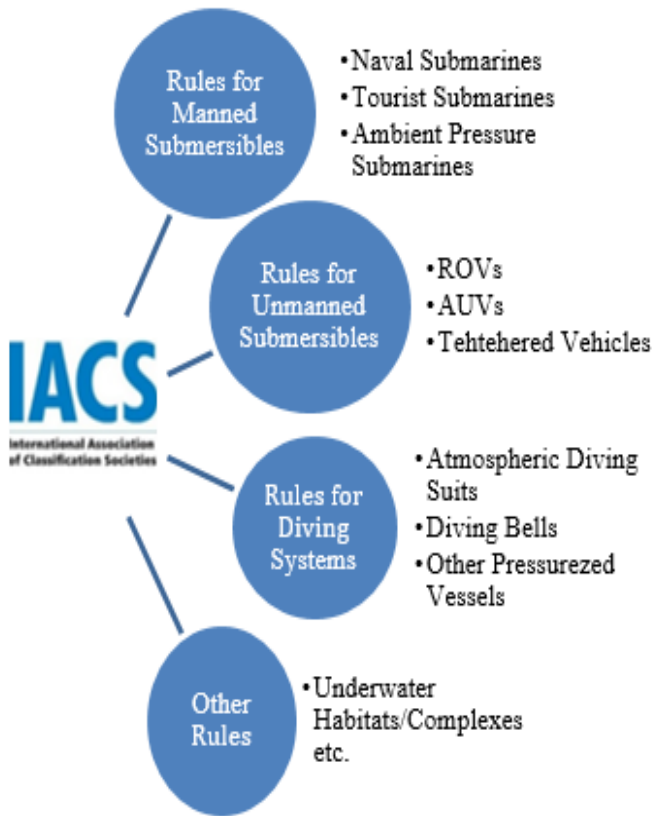 Rules for
Manned
Submersibles
•Naval Submarines
•Tourist Submarines
•Ambient Pressure
Submarines
Rules for
Unmanned
Submersibles
•ROVs
•AUVs
•Tehtehered Vehicles
IACS
International Association
of Classification Societies
Rules for
Diving
Systems
•Atmospheric Diving
Suits
•Diving Bells
•Other Pressurezed
Vessels
Other
Rules
•Underwater
Habitats/Complexes
etc.